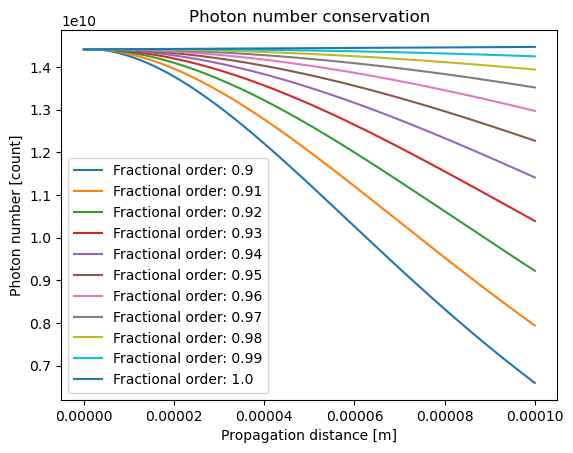 Photon number conservation
1e10
1.4
1.3
1.2
1.1
1.0
0.9
0.8
0.7
Photon number [count]
Fractional order: 0.9
Fractional order: 0.91
Fractional order: 0.92
Fractional order: 0.93
Fractional order: 0.94
Fractional order: 0.95
Fractional order: 0.96
Fractional order: 0.97
Fractional order: 0.98
Fractional order: 0.99
Fractional order: 1.0
0.00000 0.00002 0.00004 0.00006 0.00008 0.00010
Propagation distance [m]